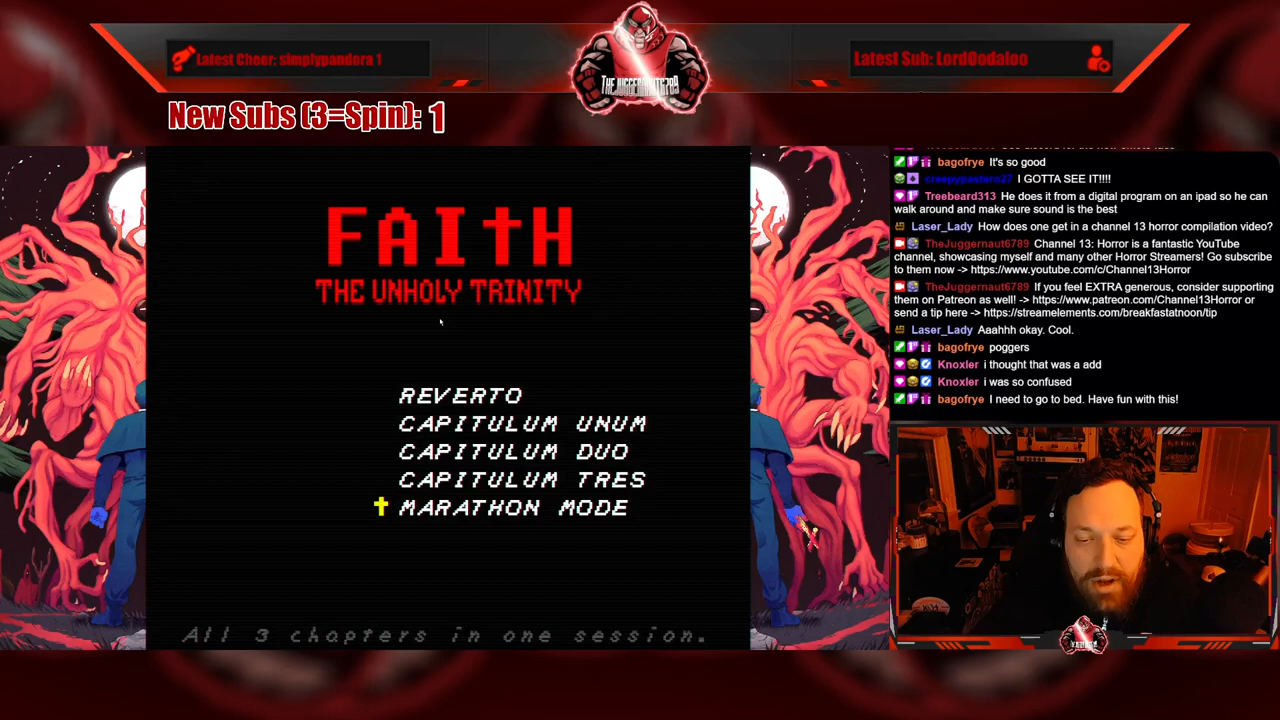 Latest Cheer: simplypandora 1
THEJUGGERNAUT6789
Latest Sub: LordOodaloo
New Subs (3=Spin): 1
FAITH
THE UNHOLY TRINITY
REVERTO
CAPITULUM UNUM
CAPITULUM DUO
CAPITULUM TRES
MARATHON MODE
All 3 chapters in one session.
bagofrye It's so good
creepypastero27 I GOTTA SEE IT!!!!
Treebeard313 He does it from a digital program on an ipad so he can
walk around and make sure sound is the best
Laser_Lady How does one get in a channel 13 horror compilation video?
TheJuggernaut6789 Channel 13: Horror is a fantastic YouTube
channel, showcasing myself and many other Horror Streamers! Go subscribe
to them now -> https://www.youtube.com/c/Channel13Horror
TheJuggernaut6789 If you feel EXTRA generous, consider supporting
them on Patreon as well! -> https://www.patreon.com/Channel13Horror or
send a tip here -> https://streamelements.com/breakfastatnoon/tip
Laser_Lady Aaahhh okay. Cool.
bagofrye poggers
Knoxler i thought that was a add
Knoxler i was so confused
bagofrye I need to go to bed. Have fun with this!